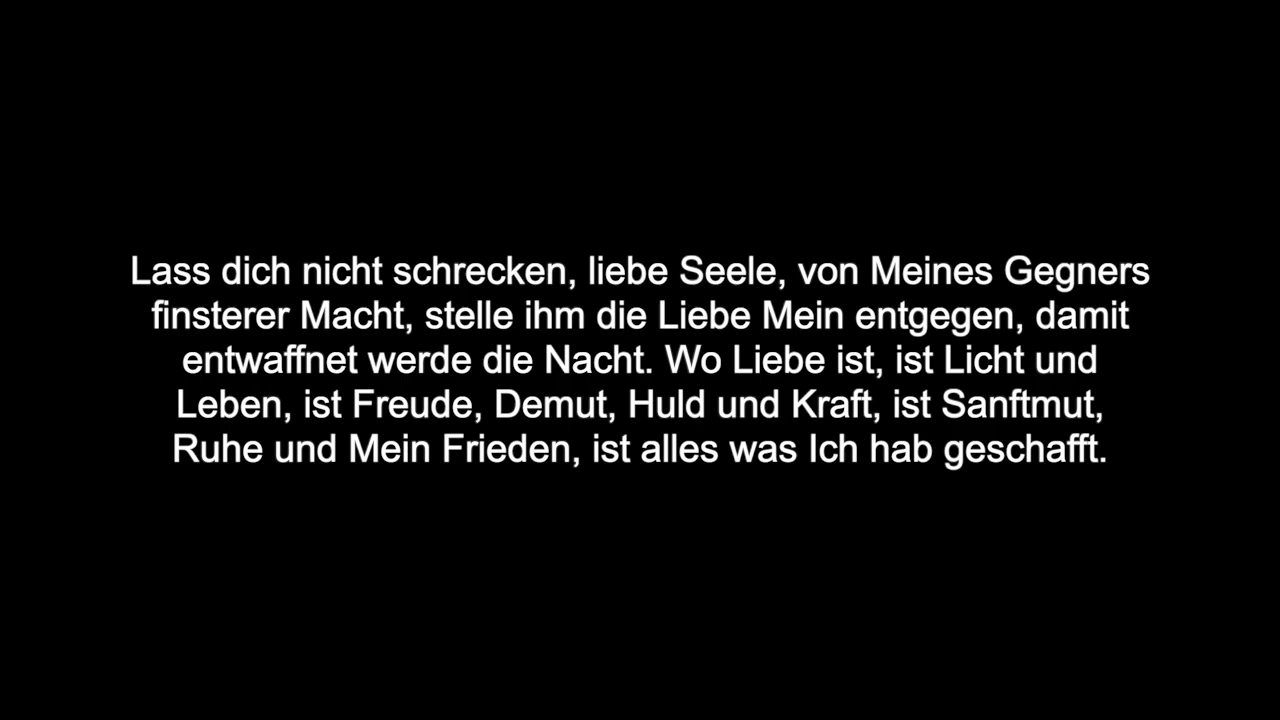 Lass dich nicht schrecken, liebe Seele, von Meines Gegners
finsterer Macht, stelle ihm die Liebe Mein entgegen, damit
entwaffnet werde die Nacht. Wo Liebe ist, ist Licht und
Leben, ist Freude, Demut, Huld und Kraft, ist Sanftmut,
Ruhe und Mein Frieden, ist alles was Ich hab geschafft.